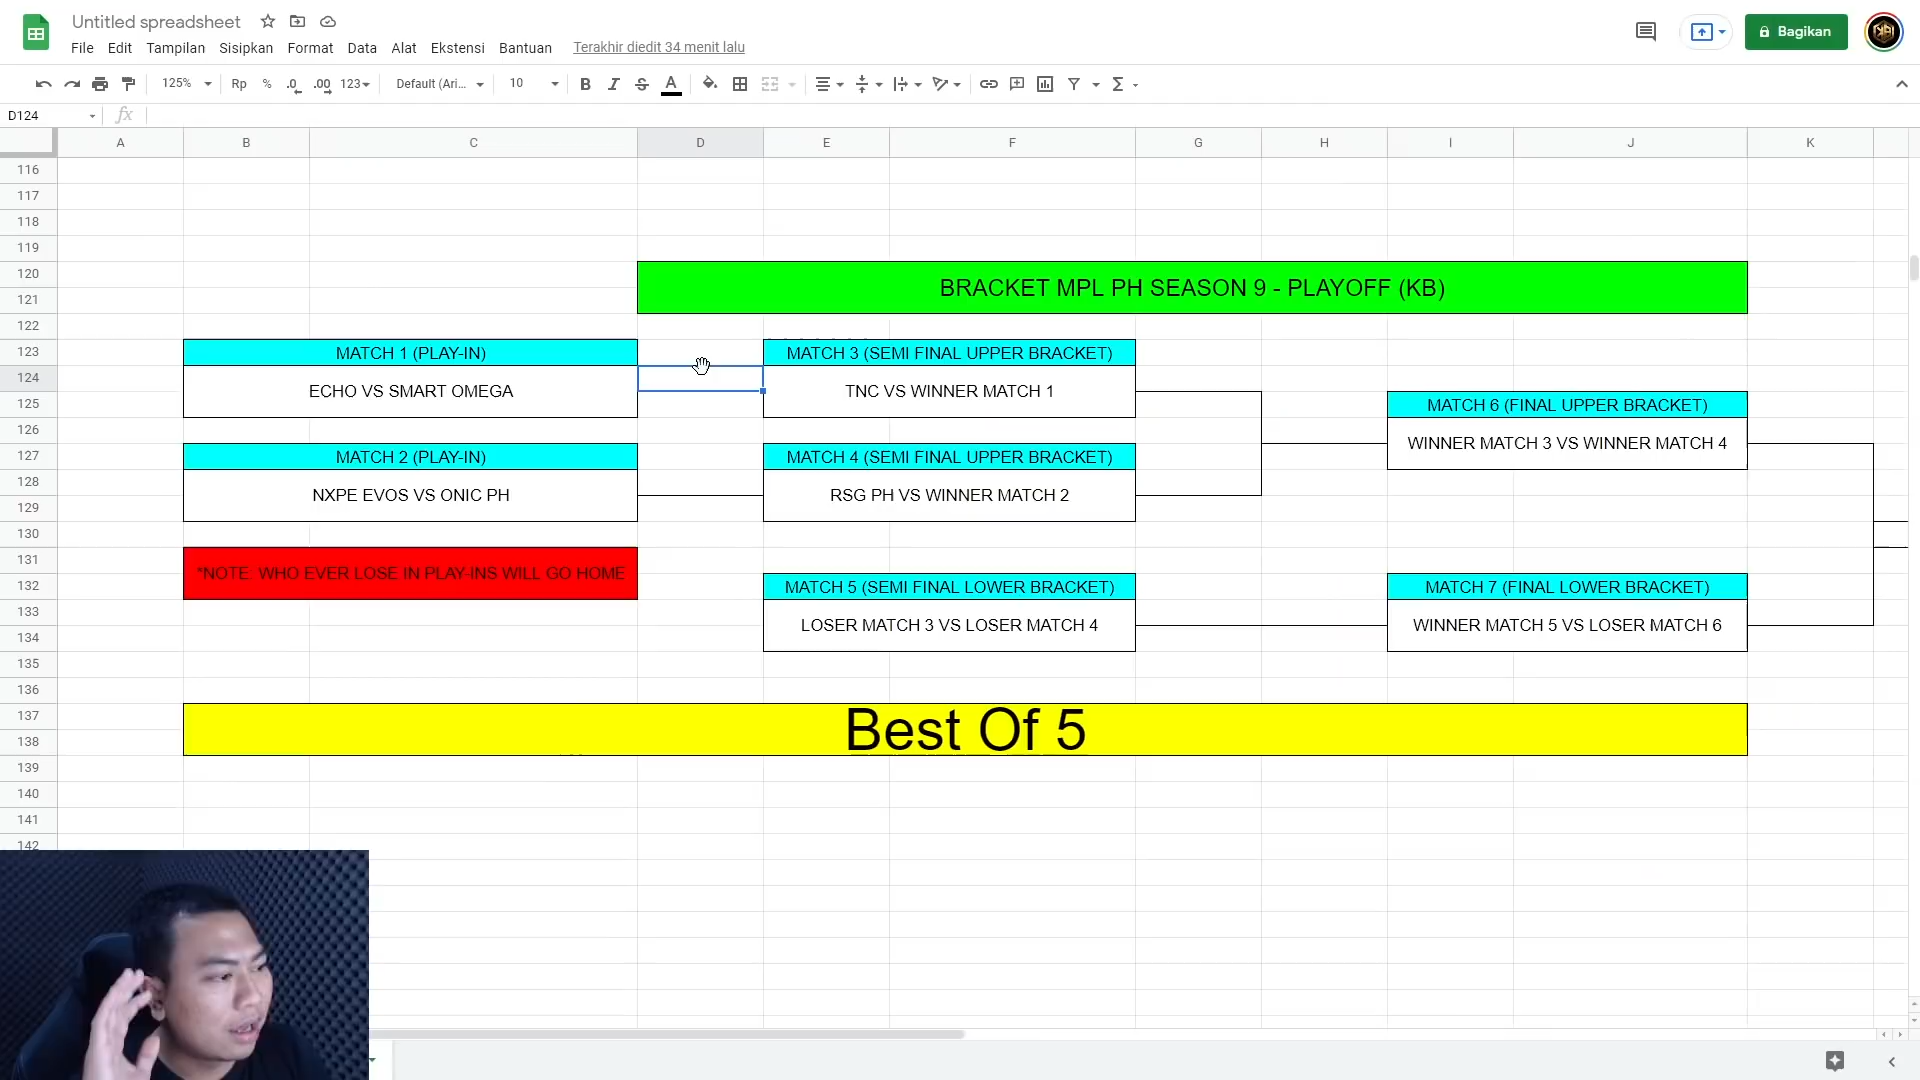 Untitled spreadsheet
File Edit Tampilan Sisipkan Format Data Alat Ekstensi Bantuan Terakhir diedit 34 menit lalu
Bagikan
125% Rp % .0 .00 123 Default (Ari... 10 B I S A Σ
D124 fx
A B C D E F G H I J K
116
117
118
119
120
121
BRACKET MPL PH SEASON 9 - PLAYOFF (KB)
122
123
MATCH 1 (PLAY-IN) MATCH 3 (SEMI FINAL UPPER BRACKET)
124
ECHO VS SMART OMEGA TNC VS WINNER MATCH 1
125
MATCH 6 (FINAL UPPER BRACKET)
126
WINNER MATCH 3 VS WINNER MATCH 4
127
MATCH 2 (PLAY-IN) MATCH 4 (SEMI FINAL UPPER BRACKET)
128
NXPE EVOS VS ONIC PH RSG PH VS WINNER MATCH 2
129
130
131
*NOTE: WHO EVER LOSE IN PLAY-INS WILL GO HOME
132
MATCH 5 (SEMI FINAL LOWER BRACKET) MATCH 7 (FINAL LOWER BRACKET)
133
LOSER MATCH 3 VS LOSER MATCH 4 WINNER MATCH 5 VS LOSER MATCH 6
134
135
136
137
Best Of 5
138
139
140
141
142